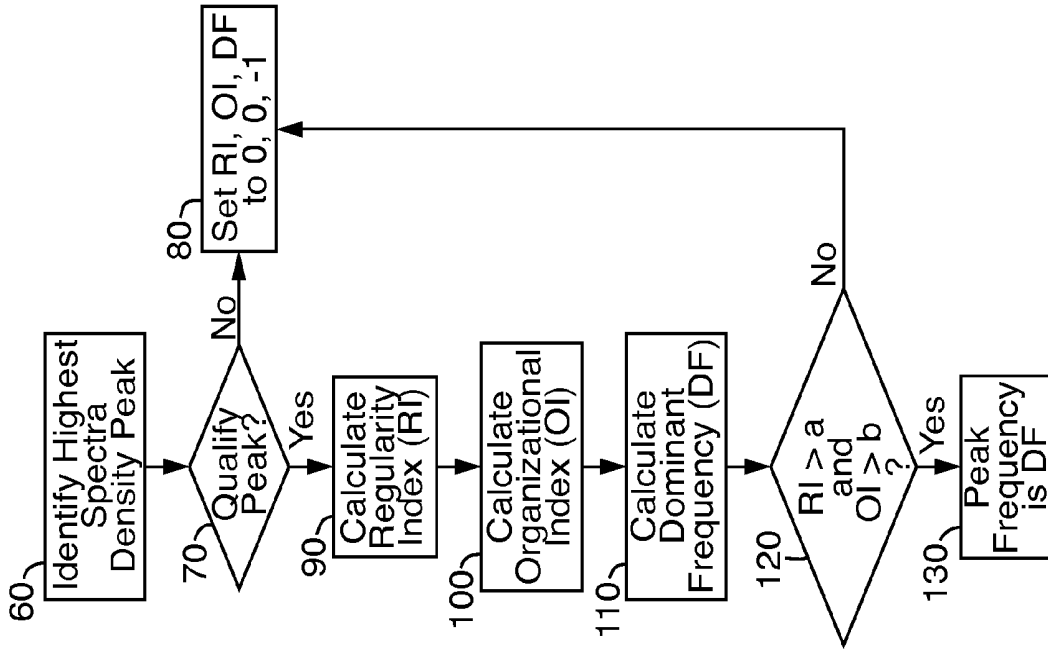 60
Identify Highest
Spectra
Density Peak
70
Qualify
Peak?
No
80
Set RI, OI, DF
to 0, 0, -1
Yes
90
Calculate
Regularity
Index (RI)
100
Calculate
Organizational
Index (OI)
110
Calculate
Dominant
Frequency (DF)
120
RI > a
and
OI > b
?
No
Yes
130
Peak
Frequency
is DF